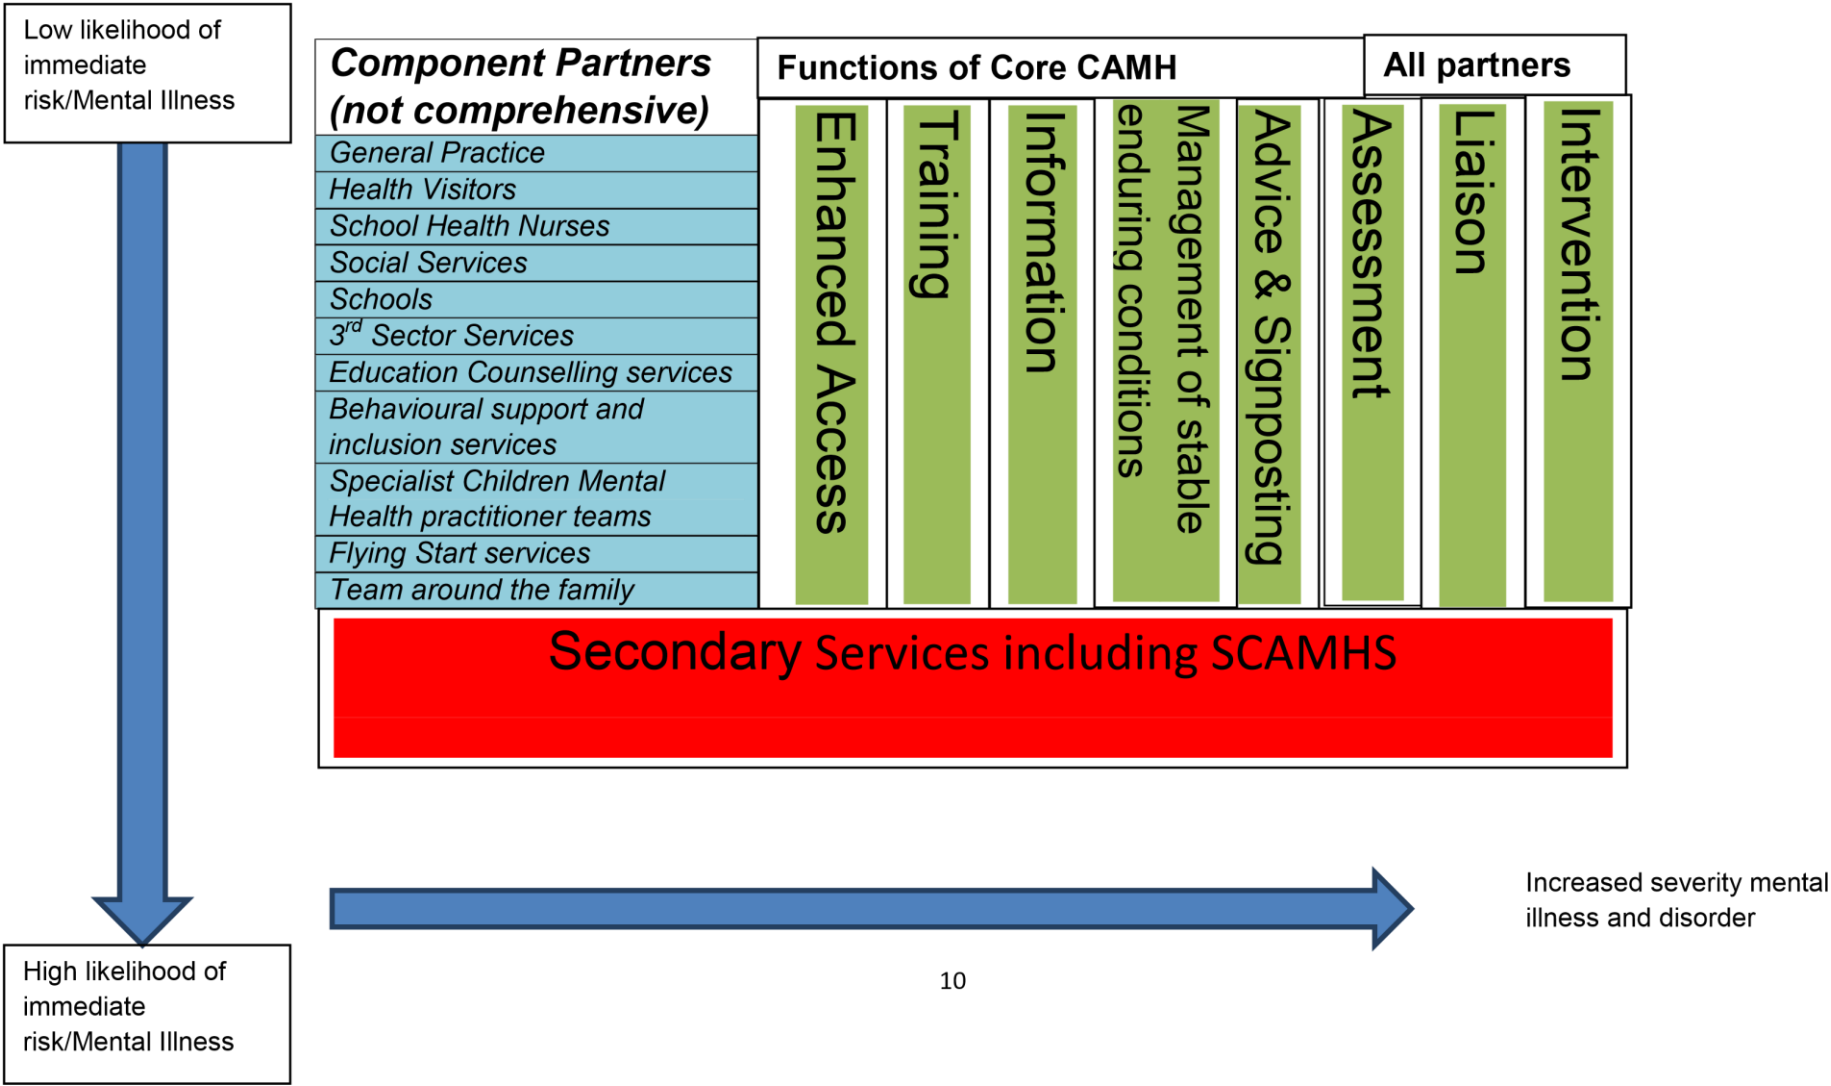 Low likelihood of
immediate
risk/Mental Illness
Component Partners
(not comprehensive)
Functions of Core CAMH
All partners
General Practice
Health Visitors
School Health Nurses
Social Services
Schools
3rd Sector Services
Education Counselling services
Behavioural support and
inclusion services
Specialist Children Mental
Health practitioner teams
Flying Start services
Team around the family
Enhanced Access
Training
Information
Management of stable
enduring conditions
Advice & Signposting
Assessment
Liaison
Intervention
Secondary Services including SCAMHS
Increased severity mental
illness and disorder
High likelihood of
immediate
risk/Mental Illness
10